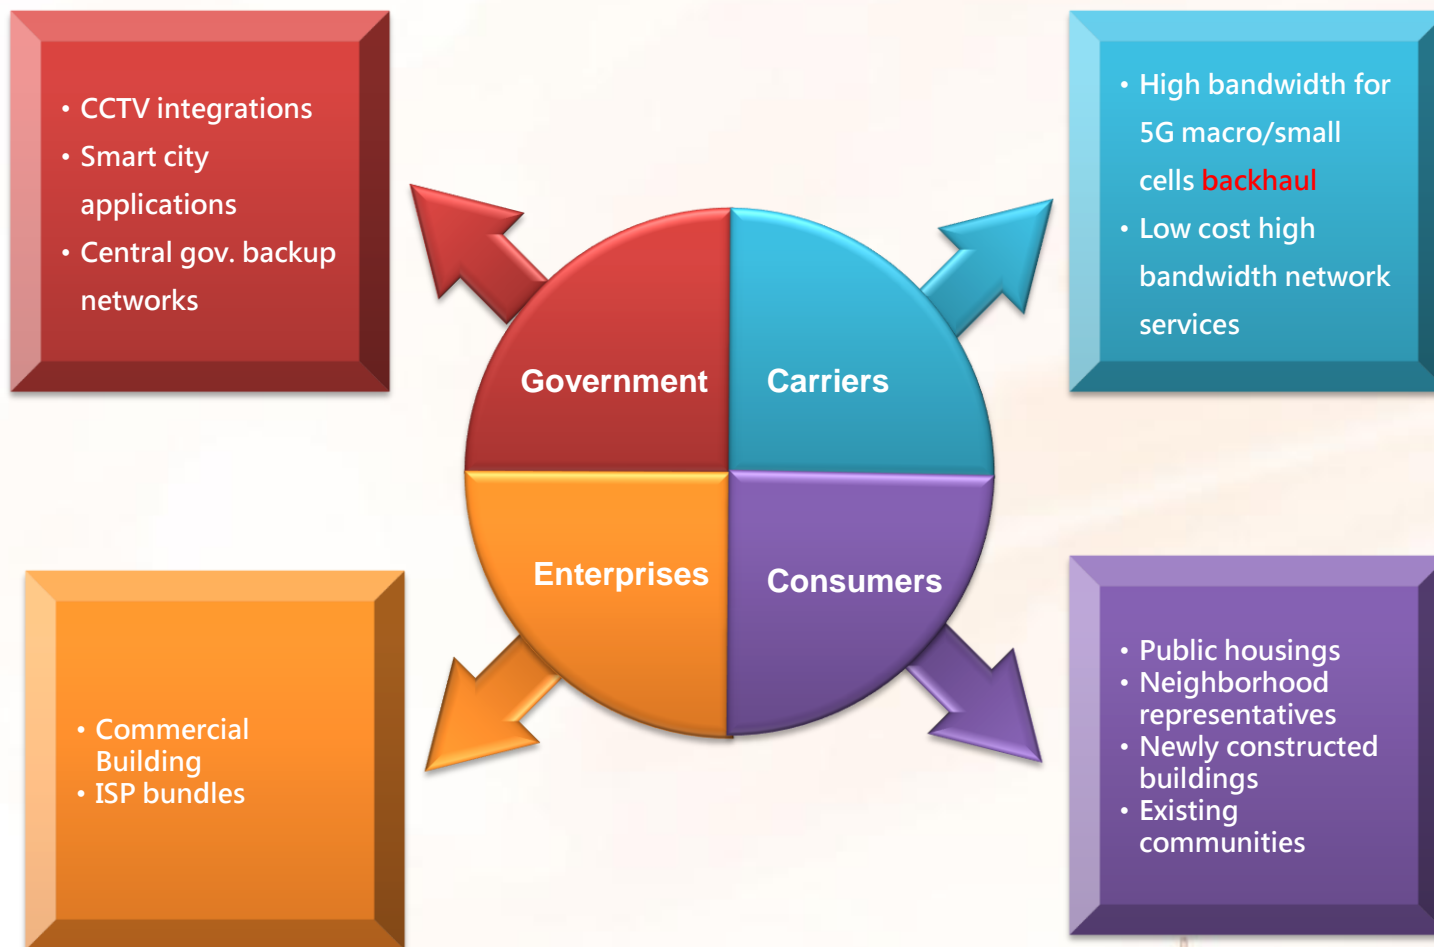 • CCTV integrations
• Smart city
applications
• Central gov. backup
networks
• High bandwidth for
5G macro/small
cells backhaul
• Low cost high
bandwidth network
services
Government
Carriers
Enterprises
Consumers
• Commercial
Building
• ISP bundles
• Public housings
• Neighborhood
representatives
• Newly constructed
buildings
• Existing
communities